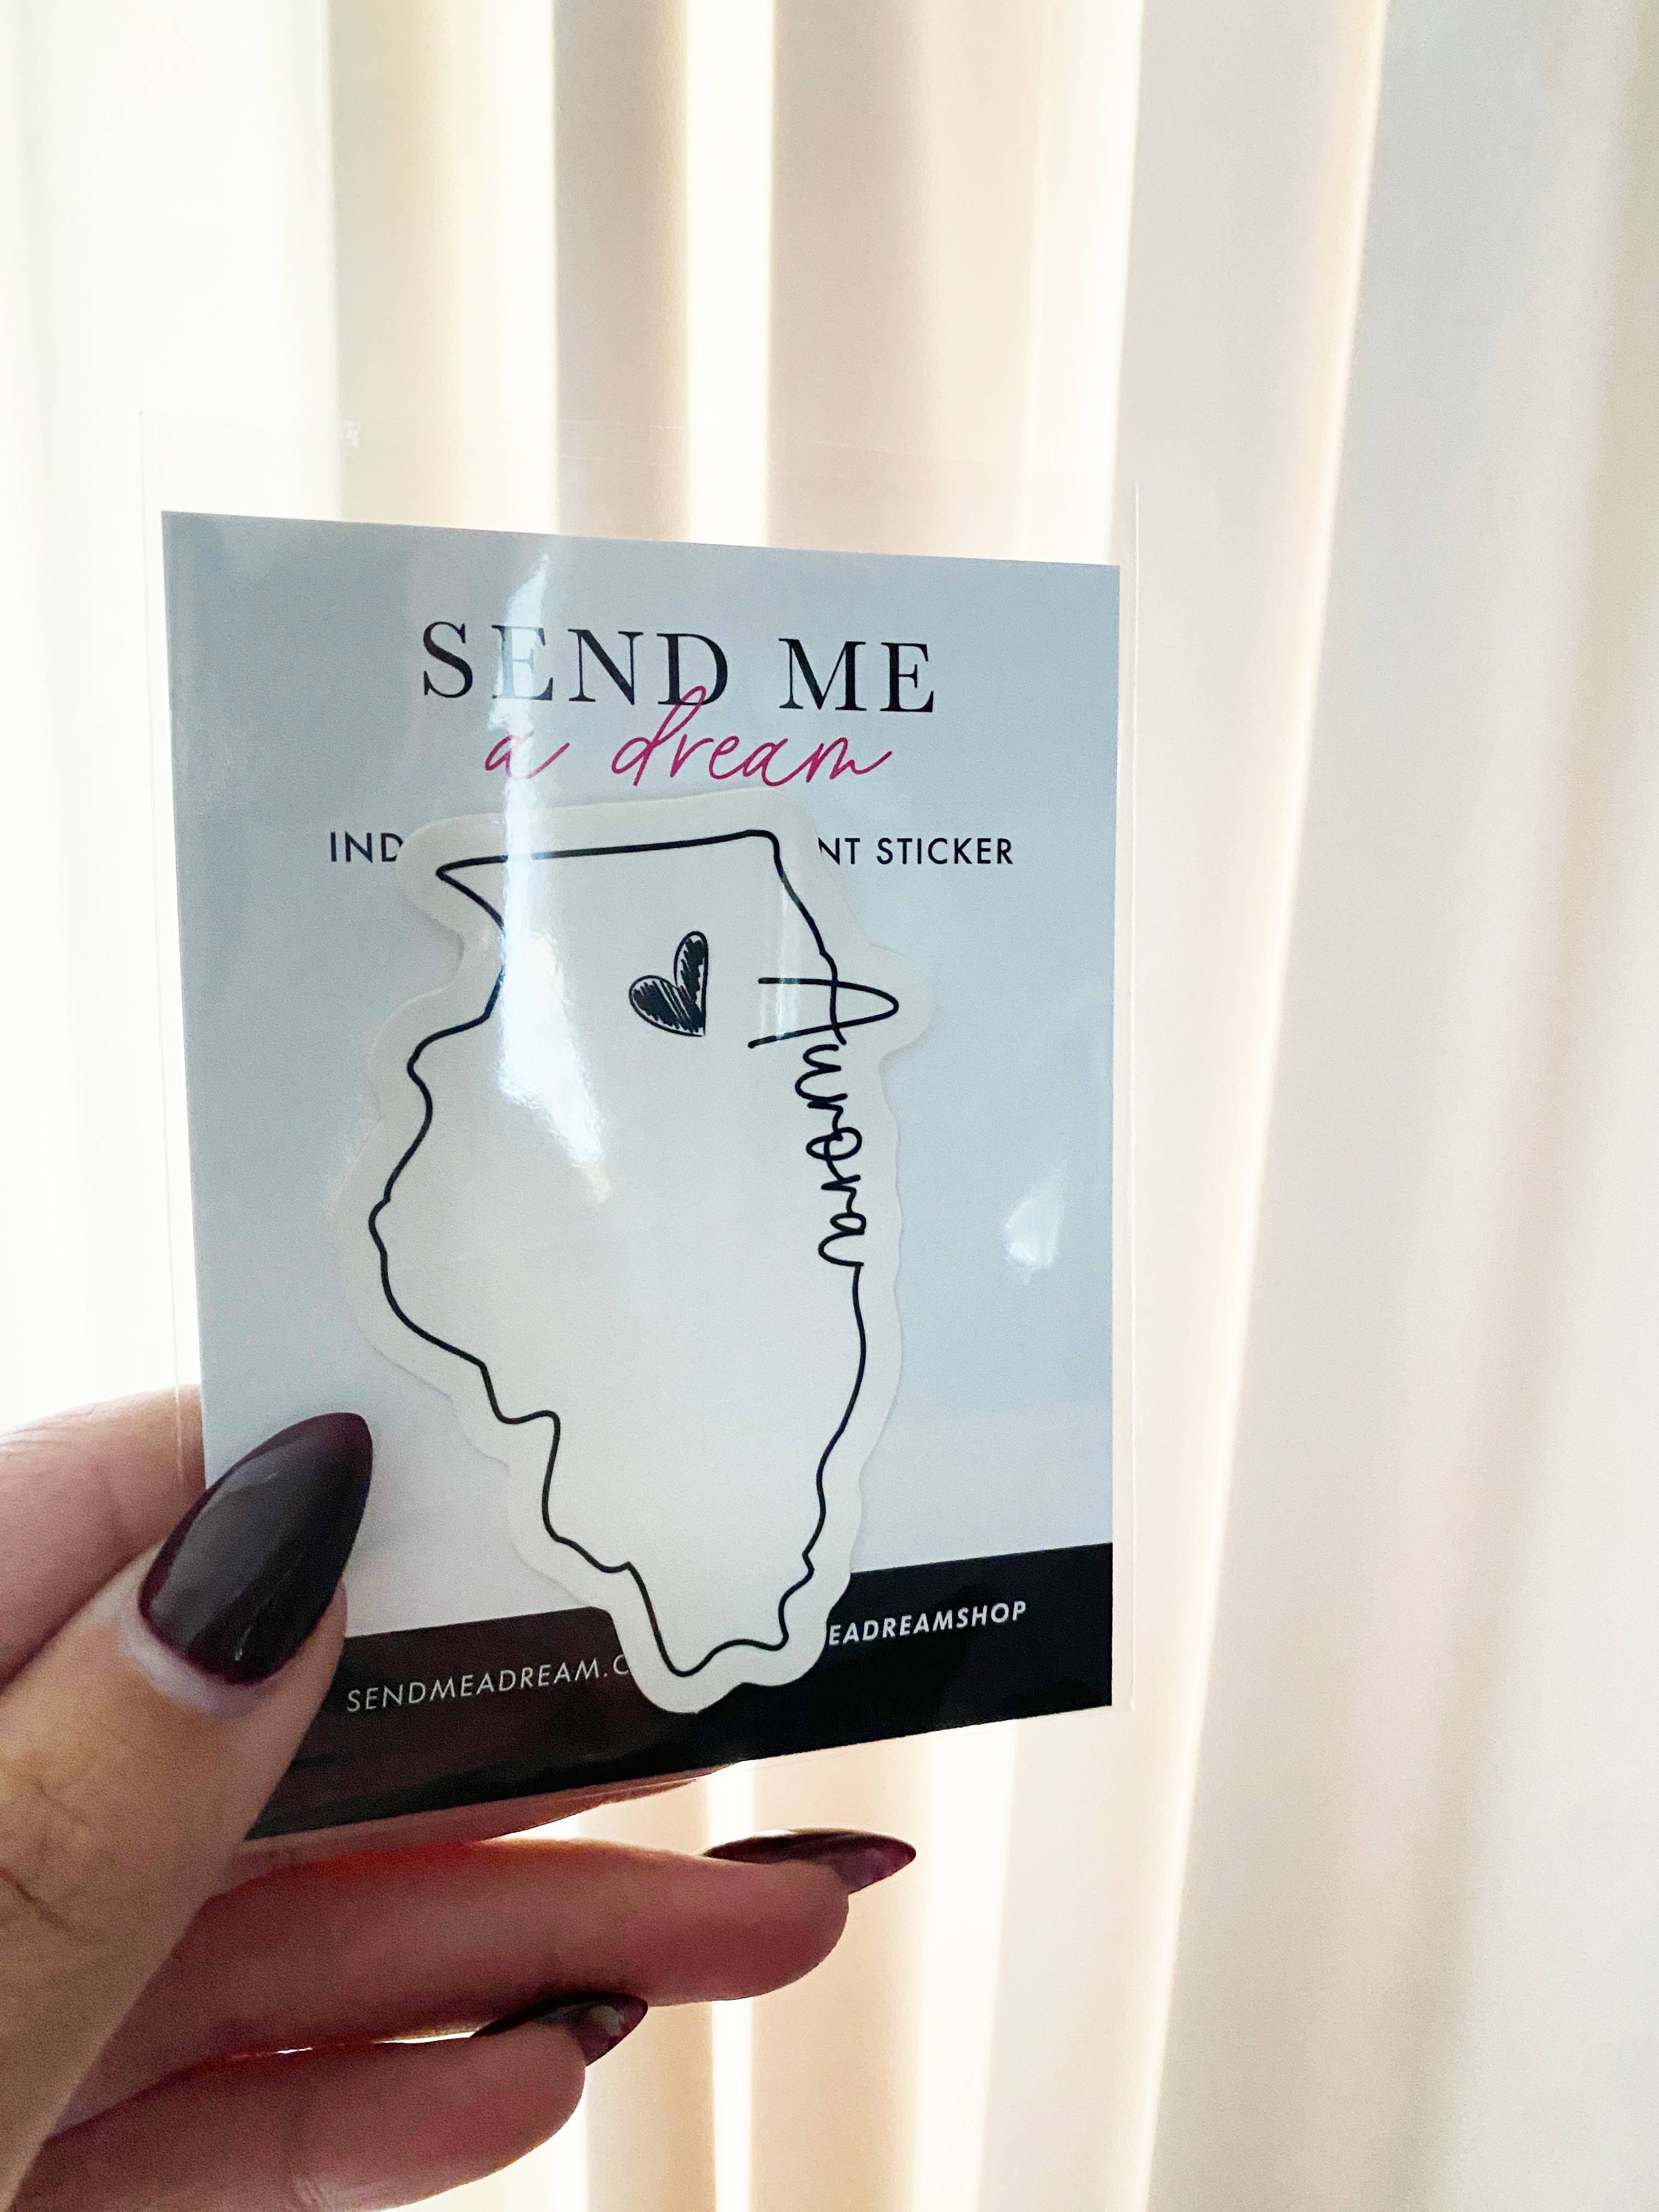 SEND ME
a dream
IND NT STICKER
Aurora
SENDMEADREAM.C EADREAMSHOP